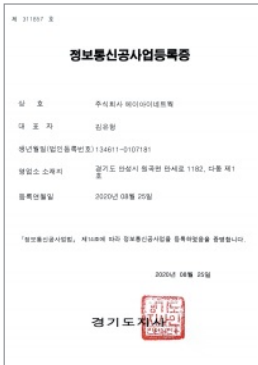 제 311657 호
정보통신공사업등록증
상 호 주식회사 에이아이네트웍
대 표 자
생년월일(법인등록번호) 134611-0107181
영업소 소재지 경기도 안성시 원곡면 만세로 1182, 다동 제1
호
등록연월일 2020년 08월 25일
「정보통신공사업법」 제14조에 따라 정보통신공사업을 등록하였음을 증명합니다.
2020년 08월 25일
경기도지사